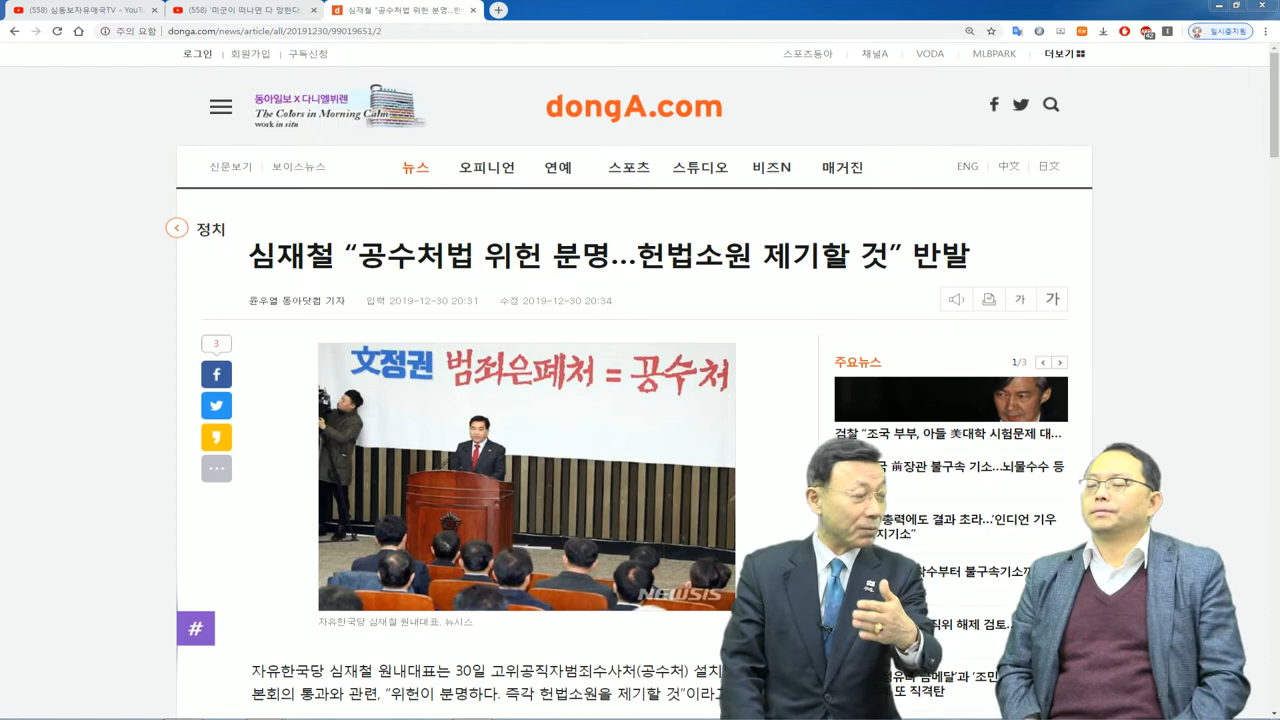 (558) 심동보자유애국TV - YouT
(558) '미군이 떠나면 다 망한다
심재철 "공수처법 위헌 분명...헌
주의 요함
donga.com/news/article/all/20191230/99019651/2
일시중지됨
로그인
회원가입
구독신청
스포츠동아
채널A
VODA
MLBPARK
더보기
동아일보 X 다니엘뷔렌
The Colors in Morning Calm
work in situ
dongA.com
신문보기
보이스뉴스
뉴스
오피니언
연예
스포츠
스튜디오
비즈N
매거진
ENG
中文
日文
정치
심재철 “공수처법 위헌 분명…헌법소원 제기할 것” 반발
윤우열 동아닷컴 기자
입력 2019-12-30 20:31
수정 2019-12-30 20:34
가
가
3
文정권 범죄은폐처 = 공수처
NEWSIS
자유한국당 심재철 원내대표, 뉴시스
#
자유한국당 심재철 원내대표는 30일 고위공직자범죄수사처(공수처) 설치
본회의 통과와 관련, “위헌이 분명하다. 즉각 헌법소원을 제기할 것”이라고
주요뉴스
1/3
검찰 “조국 부부, 아들 美대학 시험문제 대…
국 前장관 불구속 기소…뇌물수수 등
총력에도 결과 초라…‘인디언 기우
지기소”
수부터 불구속기소까
직위 해제 검토…
메달’과 ‘조민
또 직격탄